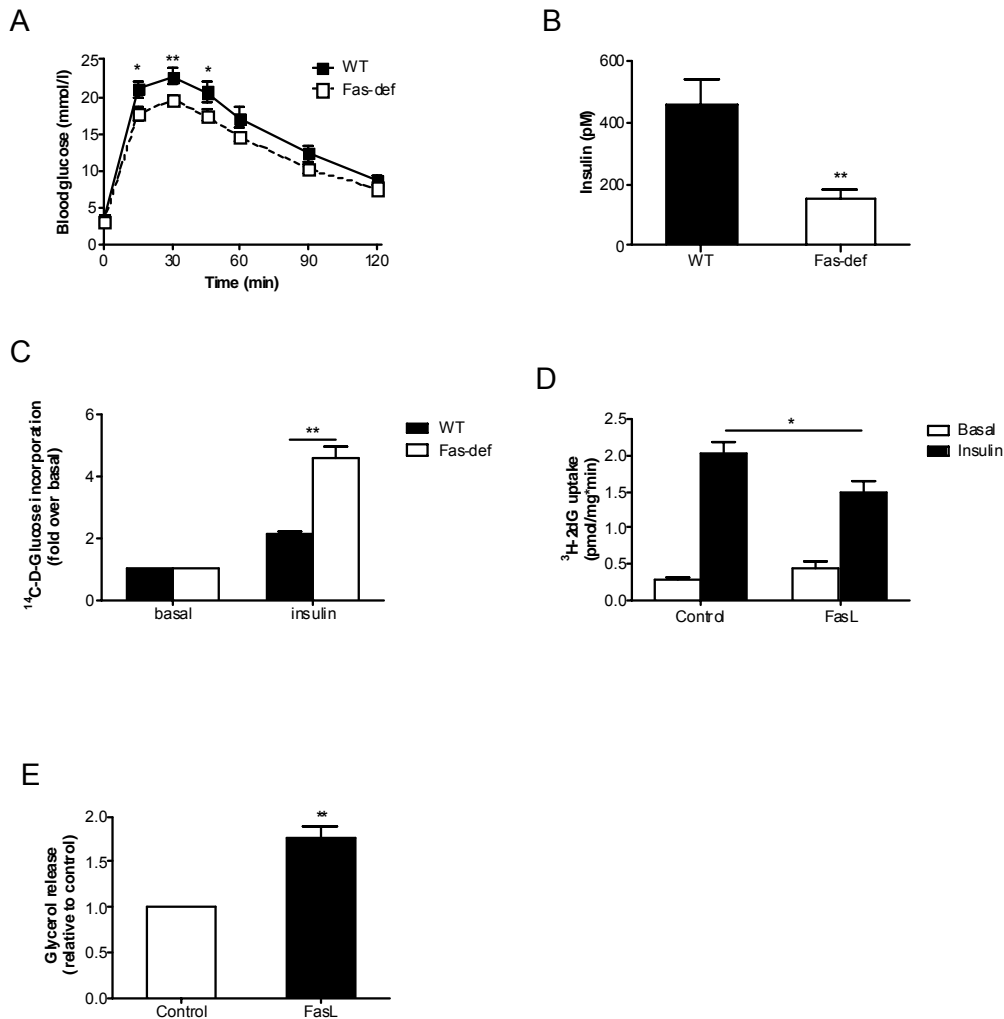 A
25
20
15
10
5
0
Bloodglucose (mmol/l)
* ** *
WT
Fas-def
0 30 60 90 120
Time (min)
B
600
400
200
0
Insulin (pM)
**
WT Fas-def
C
6
4
2
0
14C-D-Glucose incorporation
(fold over basal)
**
WT
Fas-def
basal insulin
D
2.5
2.0
1.5
1.0
0.5
0.0
3H-2dG uptake
(pmol/mg*min)
*
Basal
Insulin
Control FasL
E
2.0
1.5
1.0
0.5
0.0
Glycerol release
(relative to control)
**
Control FasL